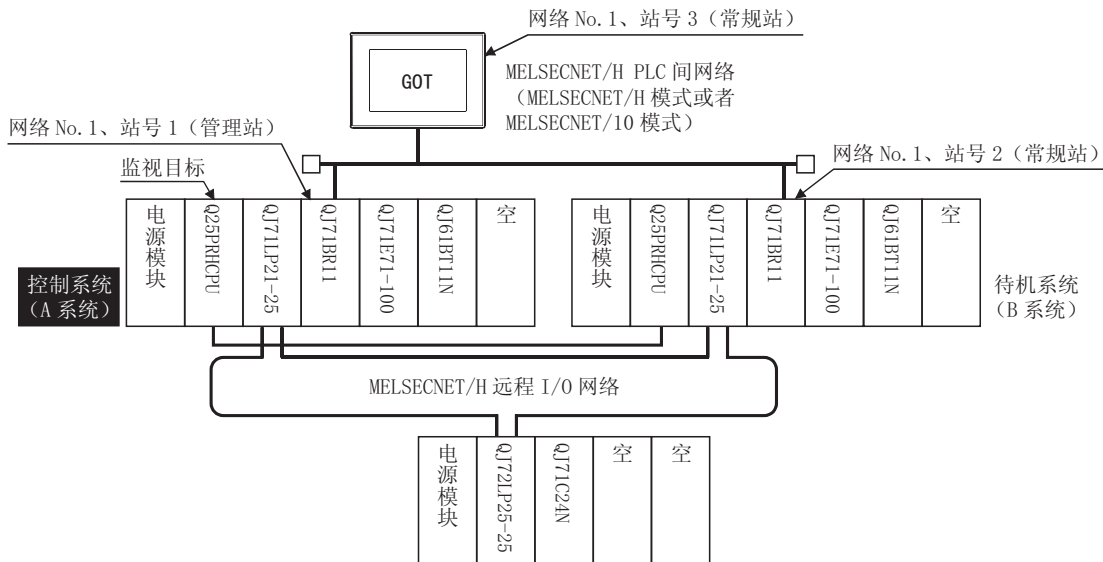 网络 No.1、站号 3（常规站）
GOT
MELSECNET/H PLC 间网络
（MELSECNET/H 模式或者
MELSECNET/10 模式）
网络 No.1、站号 1（管理站）
网络 No.1、站号 2（常规站）
监视目标
电源模块
Q25PRHCPU
QJ71LP21-25
QJ71BR11
QJ71E71-100
QJ61BT11N
空
电源模块
Q25PRHCPU
QJ71LP21-25
QJ71BR11
QJ71E71-100
QJ61BT11N
空
控制系统
（A 系统）
待机系统
（B 系统）
MELSECNET/H 远程 I/O 网络
电源模块
QJ72LP25-25
QJ71C24N
空
空